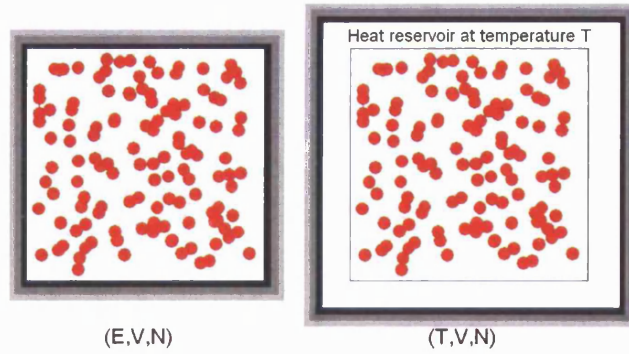 Heat reservoir at temperature T
(E,V,N)
(T,V,N)